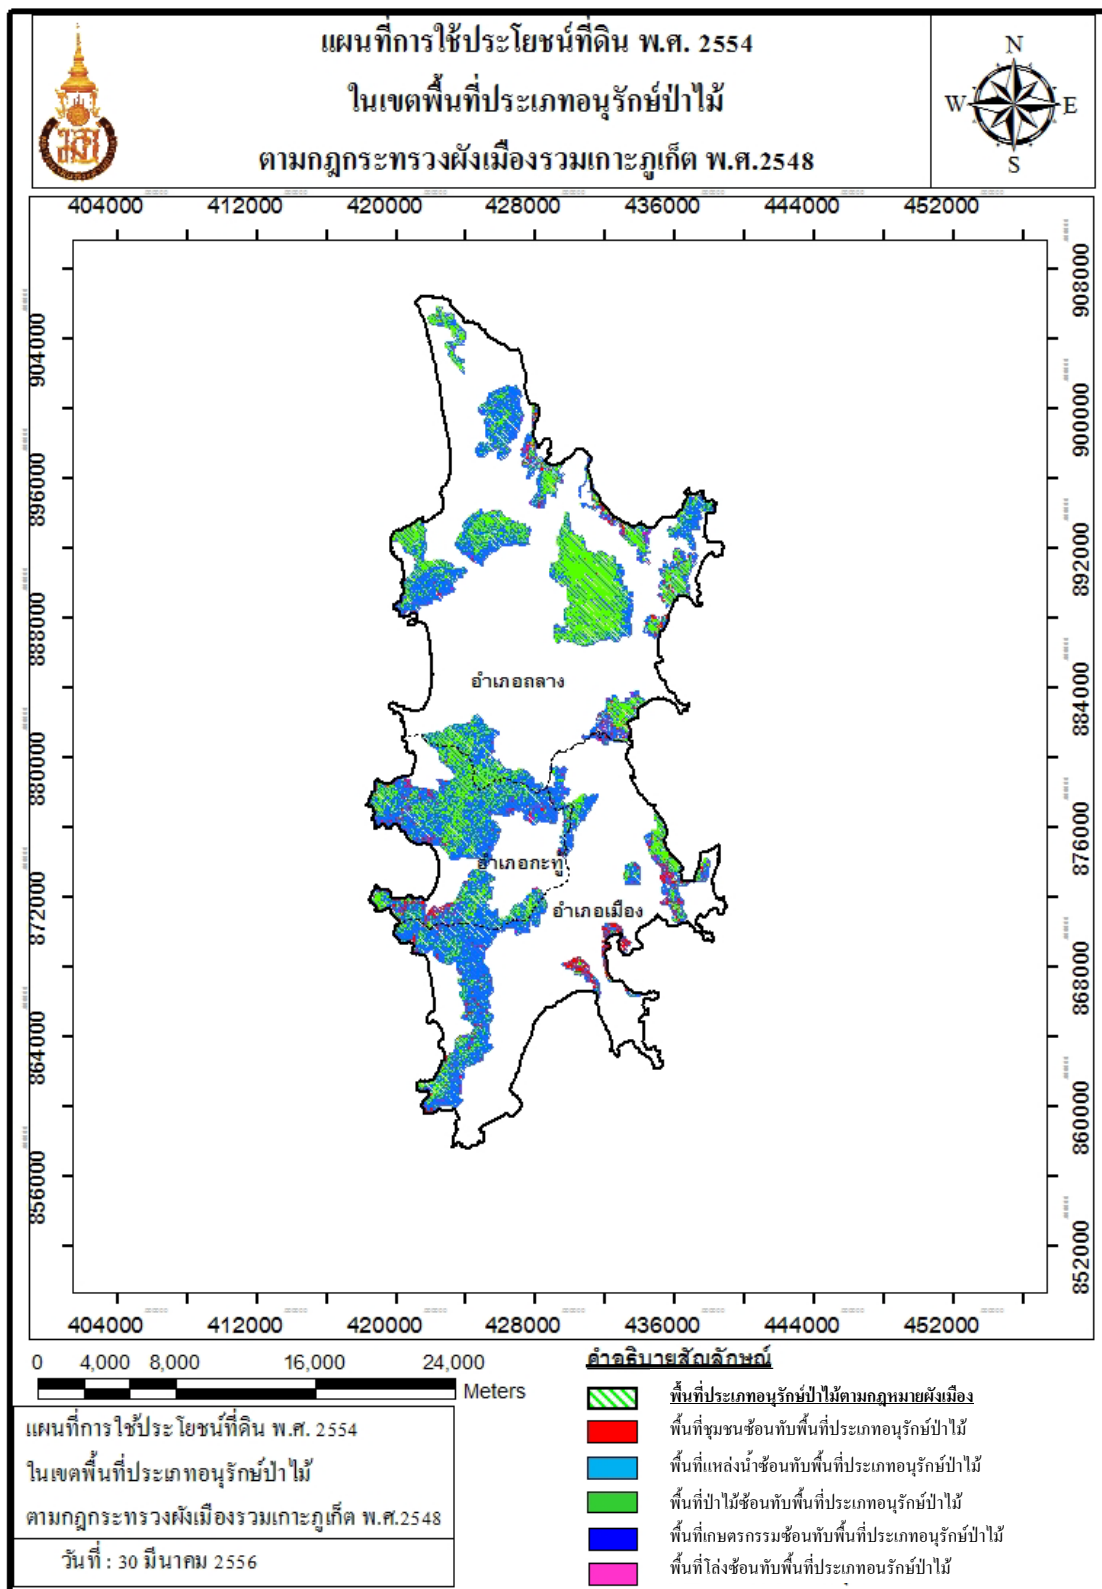 แผนที่การใช้ประโยชน์ที่ดิน พ.ศ. 2554
ในเขตพื้นที่ประเภทอนุรักษ์ป่าไม้
ตามกฎกระทรวงผังเมืองรวมเกาะภูเก็ต พ.ศ.2548
N
W E
S
404000 412000 420000 428000 436000 444000 452000
904000
896000
888000
880000
872000
864000
856000
908000
900000
892000
884000
876000
868000
860000
852000
อำเภอถลาง
อำเภอกะทู้
อำเภอเมือง
404000 412000 420000 428000 436000 444000 452000
0 4,000 8,000 16,000 24,000
Meters
แผนที่การใช้ประโยชน์ที่ดิน พ.ศ. 2554
ในเขตพื้นที่ประเภทอนุรักษ์ป่าไม้
ตามกฎกระทรวงผังเมืองรวมเกาะภูเก็ต พ.ศ.2548
วันที่ : 30 มีนาคม 2556
คำอธิบายสัญลักษณ์
พื้นที่ประเภทอนุรักษ์ป่าไม้ตามกฎหมายผังเมือง
พื้นที่ชุมชนซ้อนทับพื้นที่ประเภทอนุรักษ์ป่าไม้
พื้นที่แหล่งน้ำซ้อนทับพื้นที่ประเภทอนุรักษ์ป่าไม้
พื้นที่ป่าไม้ซ้อนทับพื้นที่ประเภทอนุรักษ์ป่าไม้
พื้นที่เกษตรกรรมซ้อนทับพื้นที่ประเภทอนุรักษ์ป่าไม้
พื้นที่โล่งซ้อนทับพื้นที่ประเภทอนุรักษ์ป่าไม้